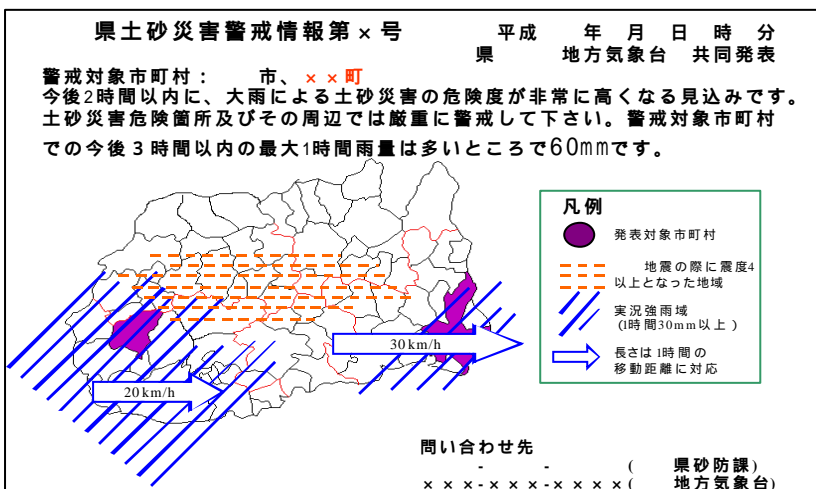 県土砂災害警戒情報第×号
平成 年 月 日 時 分
県 地方気象台 共同発表
警戒対象市町村： 市、××町
今後2時間以内に、大雨による土砂災害の危険度が非常に高くなる見込みです。
土砂災害危険箇所及びその周辺では厳重に警戒して下さい。警戒対象市町村
での今後３時間以内の最大1時間雨量は多いところで60mmです。
凡例
発表対象市町村
地震の際に震度4
以上となった地域
実況強雨域
(1時間30mm以上)
長さは1時間の
移動距離に対応
30km/h
20km/h
問い合わせ先
- - ( 県砂防課)
×××-×××-××××( 地方気象台)